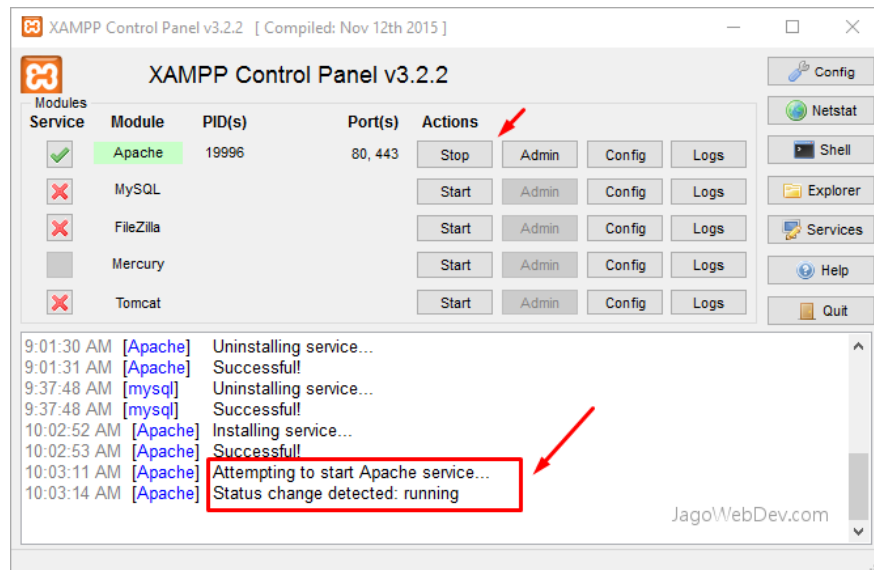 XAMPP Control Panel v3.2.2 [ Compiled: Nov 12th 2015 ]
XAMPP Control Panel v3.2.2
Config
Modules
Service Module PID(s) Port(s) Actions
Netstat
Apache 19996 80, 443 Stop Admin Config Logs
Shell
MySQL Start Admin Config Logs
Explorer
FileZilla Start Admin Config Logs
Services
Mercury Start Admin Config Logs
Help
Tomcat Start Admin Config Logs
Quit
9:01:30 AM [Apache] Uninstalling service...
9:01:31 AM [Apache] Successful!
9:37:48 AM [mysql] Uninstalling service...
9:37:48 AM [mysql] Successful!
10:02:52 AM [Apache] Installing service...
10:02:53 AM [Apache] Successful!
10:03:11 AM [Apache] Attempting to start Apache service...
10:03:14 AM [Apache] Status change detected: running
JagoWebDev.com